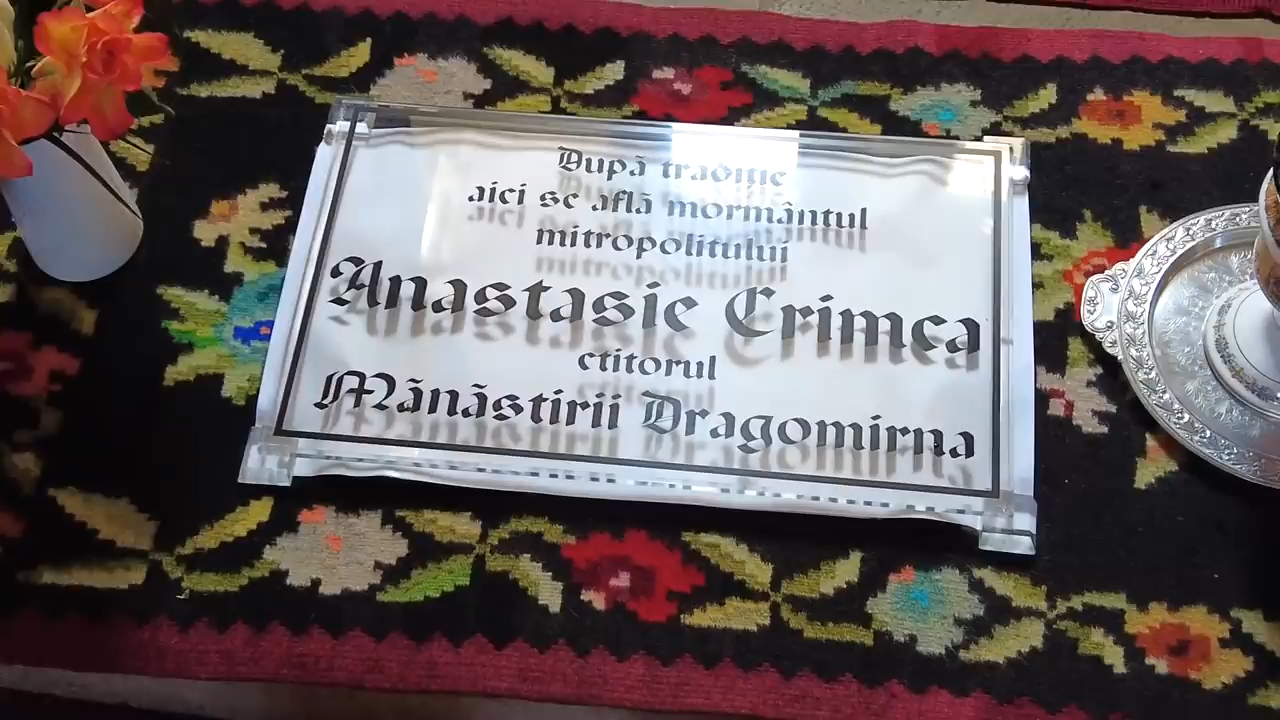 După tradiție
aici se află mormântul
mitropolitului
Anastasie Crimca
ctitorul
Mănăstirii Dragomirna